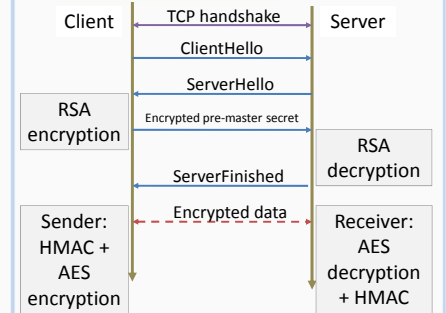 Client
TCP handshake
Server
ClientHello
ServerHello
RSA
encryption
Encrypted pre-master secret
RSA
decryption
ServerFinished
Sender:
HMAC +
AES
encryption
Encrypted data
Receiver:
AES
decryption
+ HMAC